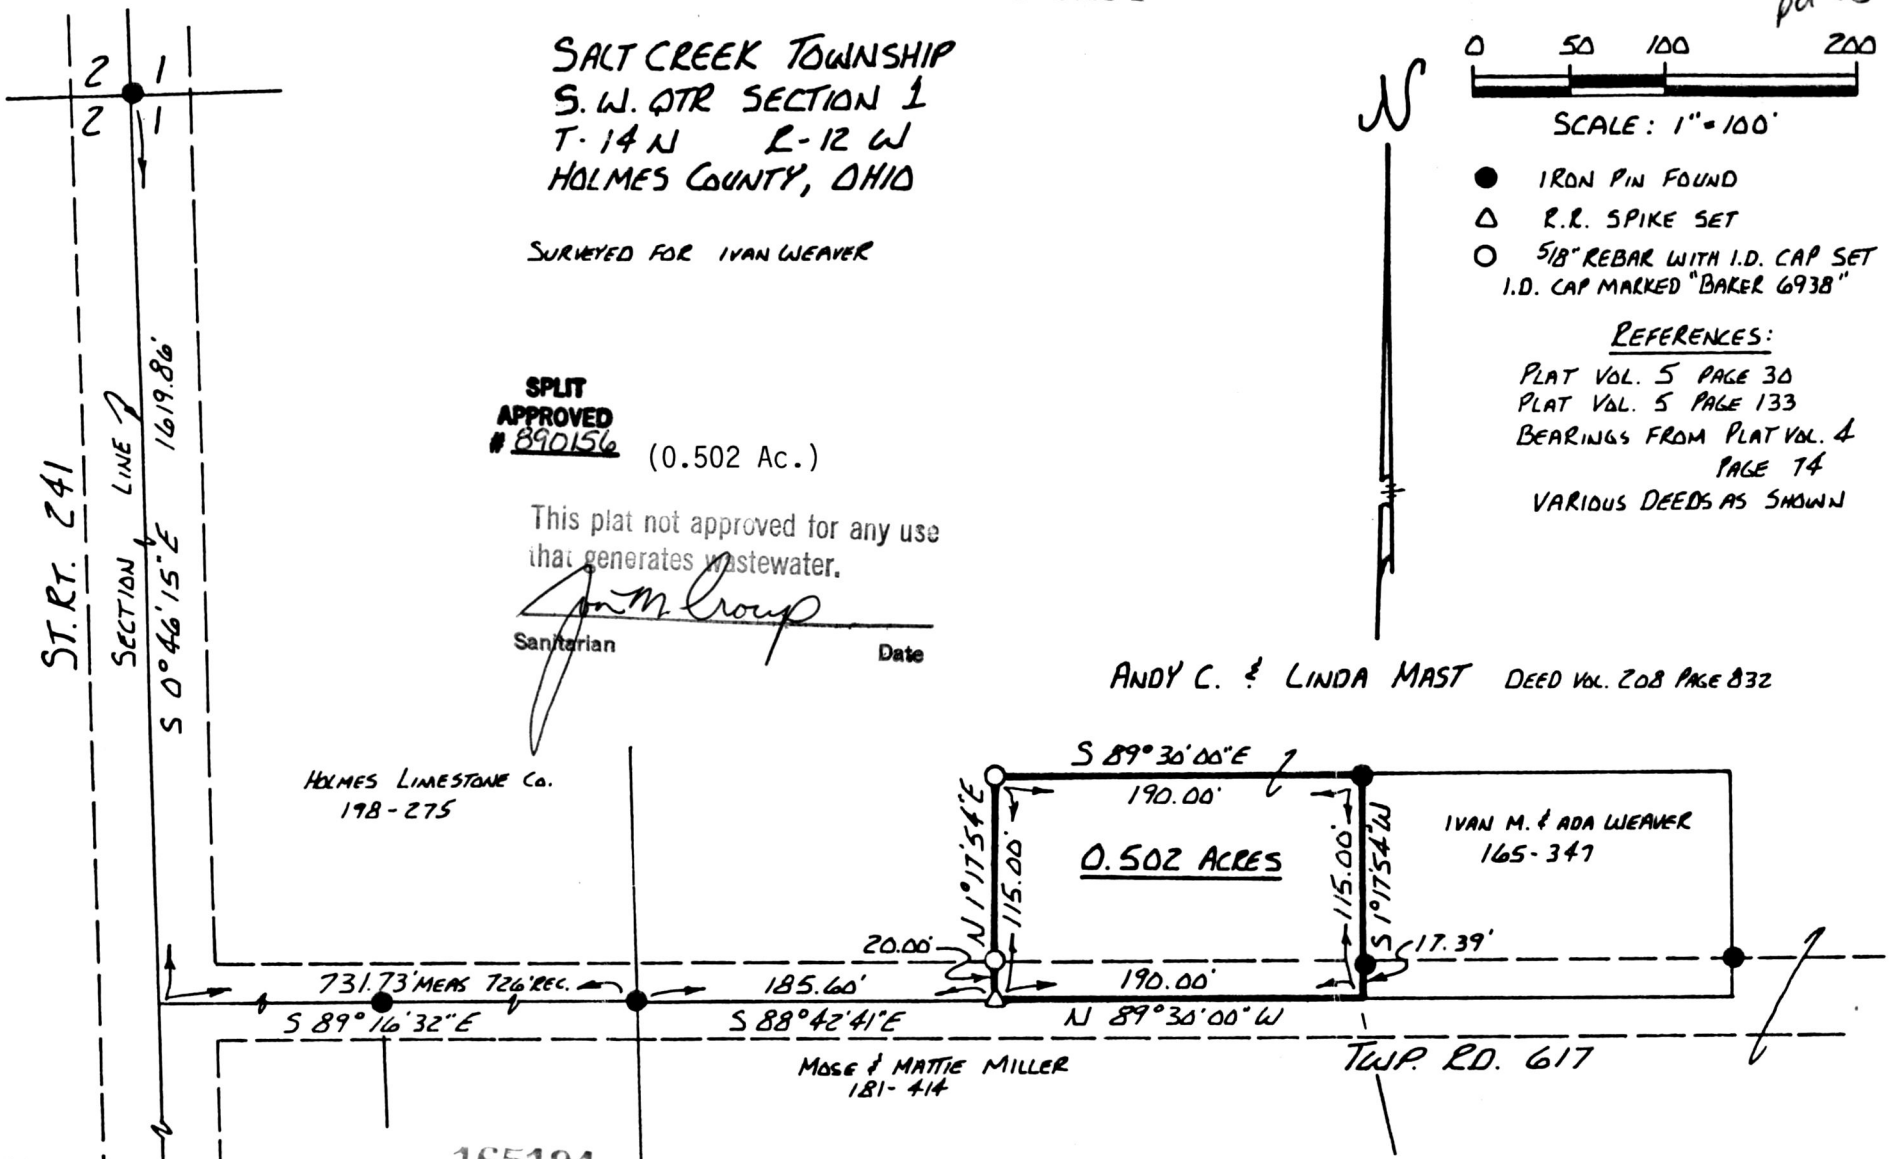 2 1
2 1
SALT CREEK TOWNSHIP
S.W. QTR SECTION 1
T-14 N R-12 W
HOLMES COUNTY, OHIO
SURVEYED FOR IVAN WEAVER
SPLIT
APPROVED
# 890156
(0.502 Ac.)
This plat not approved for any use
that generates wastewater.
Sanitarian Date
N
0 50 100 200
SCALE: 1"=100'
IRON PIN FOUND
R.R. SPIKE SET
5/8" REBAR WITH I.D. CAP SET
I.D. CAP MARKED "BAKER 6938"
REFERENCES:
PLAT VOL. 5 PAGE 30
PLAT VOL. 5 PAGE 133
BEARINGS FROM PLAT VOL. 4
PAGE 74
VARIOUS DEEDS AS SHOWN
ST. RT. 241
SECTION LINE
S 0°46'15"E 1619.86'
ANDY C. & LINDA MAST DEED VOL. 208 PAGE 832
HOLMES LIMESTONE CO.
198-275
S 89°30'00"E
190.00'
N 1°17'54"E
115.00'
0.502 ACRES
115.00'
S 1°17'54"W
IVAN M. & ADA WEAVER
165-347
20.00'
17.39'
731.73' MEAS 726' REC.
185.60'
190.00'
S 89°16'32"E
S 88°42'41"E
N 89°30'00"W
TWP. RD. 617
MOSE & MATTIE MILLER
181-414